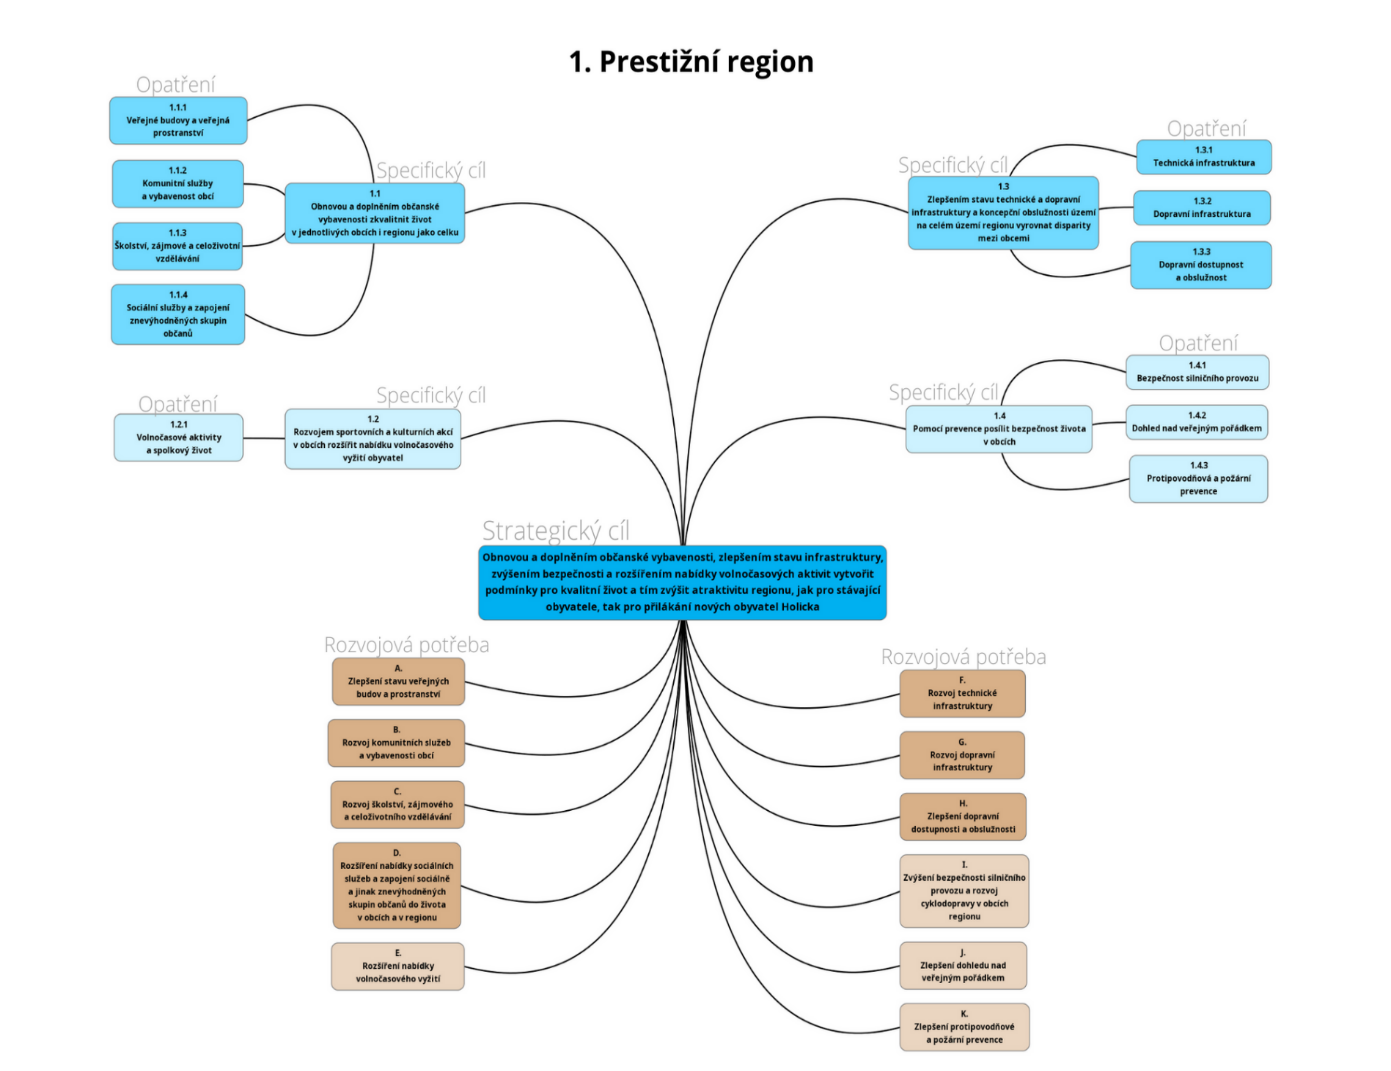 1. Prestižní region
Opatření
1.1.1
Veřejné budovy a veřejná
prostranství
1.1.2
Komunitní služby
a vybavenost obcí
1.1.3
Školství, zájmové a celoživotní
vzdělávání
1.1.4
Sociální služby a zapojení
znevýhodněných skupin
občanů
Specifický cíl
1.1
Obnovou a doplněním občanské
vybavenosti zkvalitnit život
v jednotlivých obcích i regionu jako celku
Opatření
1.2.1
Volnočasové aktivity
a spolkový život
Specifický cíl
1.2
Rozvojem sportovních a kulturních akcí
v obcích rozšířit nabídku volnočasového
vyžití obyvatel
Specifický cíl
1.3
Zlepšením stavu technické a dopravní
infrastruktury a koncepční obslužnosti území
na celém území regionu vyrovnat disparity
mezi obcemi
Opatření
1.3.1
Technická infrastruktura
1.3.2
Dopravní infrastruktura
1.3.3
Dopravní dostupnost
a obslužnost
Specifický cíl
1.4
Pomocí prevence posílit bezpečnost života
v obcích
Opatření
1.4.1
Bezpečnost silničního provozu
1.4.2
Dohled nad veřejným pořádkem
1.4.3
Protipovodňová a požární
prevence
Strategický cíl
Obnovou a doplněním občanské vybavenosti, zlepšením stavu infrastruktury,
zvýšením bezpečnosti a rozšířením nabídky volnočasových aktivit vytvořit
podmínky pro kvalitní život a tím zvýšit atraktivitu regionu, jak pro stávající
obyvatele, tak pro přilákání nových obyvatel Holicka
Rozvojová potřeba
A.
Zlepšení stavu veřejných
budov a prostranství
B.
Rozvoj komunitních služeb
a vybavenosti obcí
C.
Rozvoj školství, zájmového
a celoživotního vzdělávání
D.
Rozšíření nabídky sociálních
služeb a zapojení sociálně
a jinak znevýhodněných
skupin občanů do života
v obcích a v regionu
E.
Rozšíření nabídky
volnočasového vyžití
Rozvojová potřeba
F.
Rozvoj technické
infrastruktury
G.
Rozvoj dopravní
infrastruktury
H.
Zlepšení dopravní
dostupnosti a obslužnosti
I.
Zvýšení bezpečnosti silničního
provozu a rozvoj
cyklodopravy v obcích
regionu
J.
Zlepšení dohledu nad
veřejným pořádkem
K.
Zlepšení protipovodňové
a požární prevence